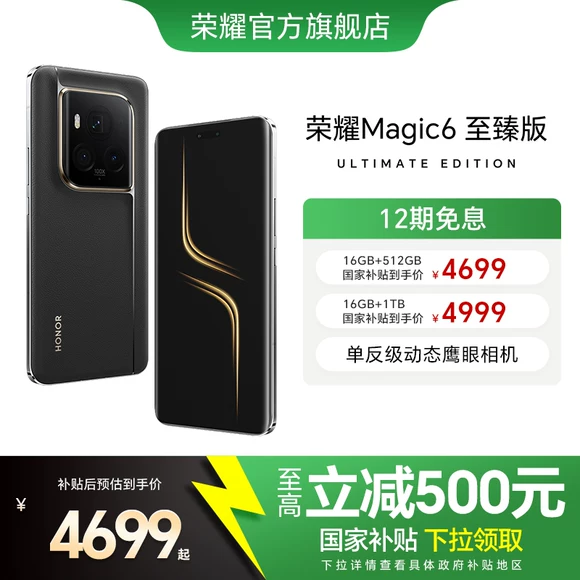 荣耀官方旗舰店
荣耀Magic6 至臻版
ULTIMATE EDITION
12期免息
16GB+512GB
国家补贴到手价 ¥4699
16GB+1TB
国家补贴到手价 ¥4999
单反级动态鹰眼相机
100X
HONOR
补贴后预估到手价
¥4699起
至高立减500元
国家补贴 下拉领取
下拉详情查看具体政府补贴地区